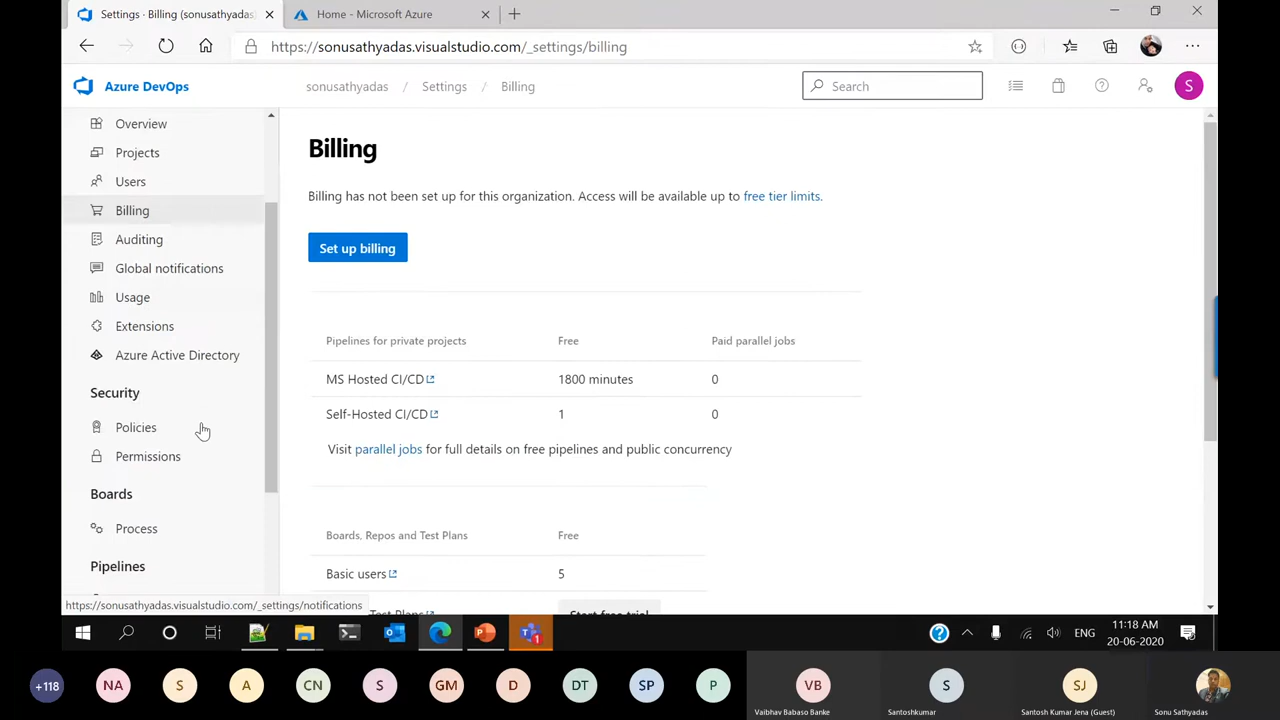 Settings - Billing (sonusathyadas)
Home - Microsoft Azure
https://sonusathyadas.visualstudio.com/_settings/billing
Azure DevOps
sonusathyadas / Settings / Billing
Search
S
Overview
Projects
Users
Billing
Auditing
Global notifications
Usage
Extensions
Azure Active Directory
Security
Policies
Permissions
Boards
Process
Pipelines
https://sonusathyadas.visualstudio.com/_settings/notifications
Billing
Billing has not been set up for this organization. Access will be available up to free tier limits.
Set up billing
Pipelines for private projects Free Paid parallel jobs
MS Hosted CI/CD 1800 minutes 0
Self-Hosted CI/CD 1 0
Visit parallel jobs for full details on free pipelines and public concurrency
Boards, Repos and Test Plans Free
Basic users 5
Test Plans Start free trial
ENG
11:18 AM
20-06-2020
+118 NA S A CN S GM D DT SP P VB S SJ
Vaibhav Babaso Banke
Santoshkumar
Santosh Kumar Jena (Guest)
Sonu Sathyadas